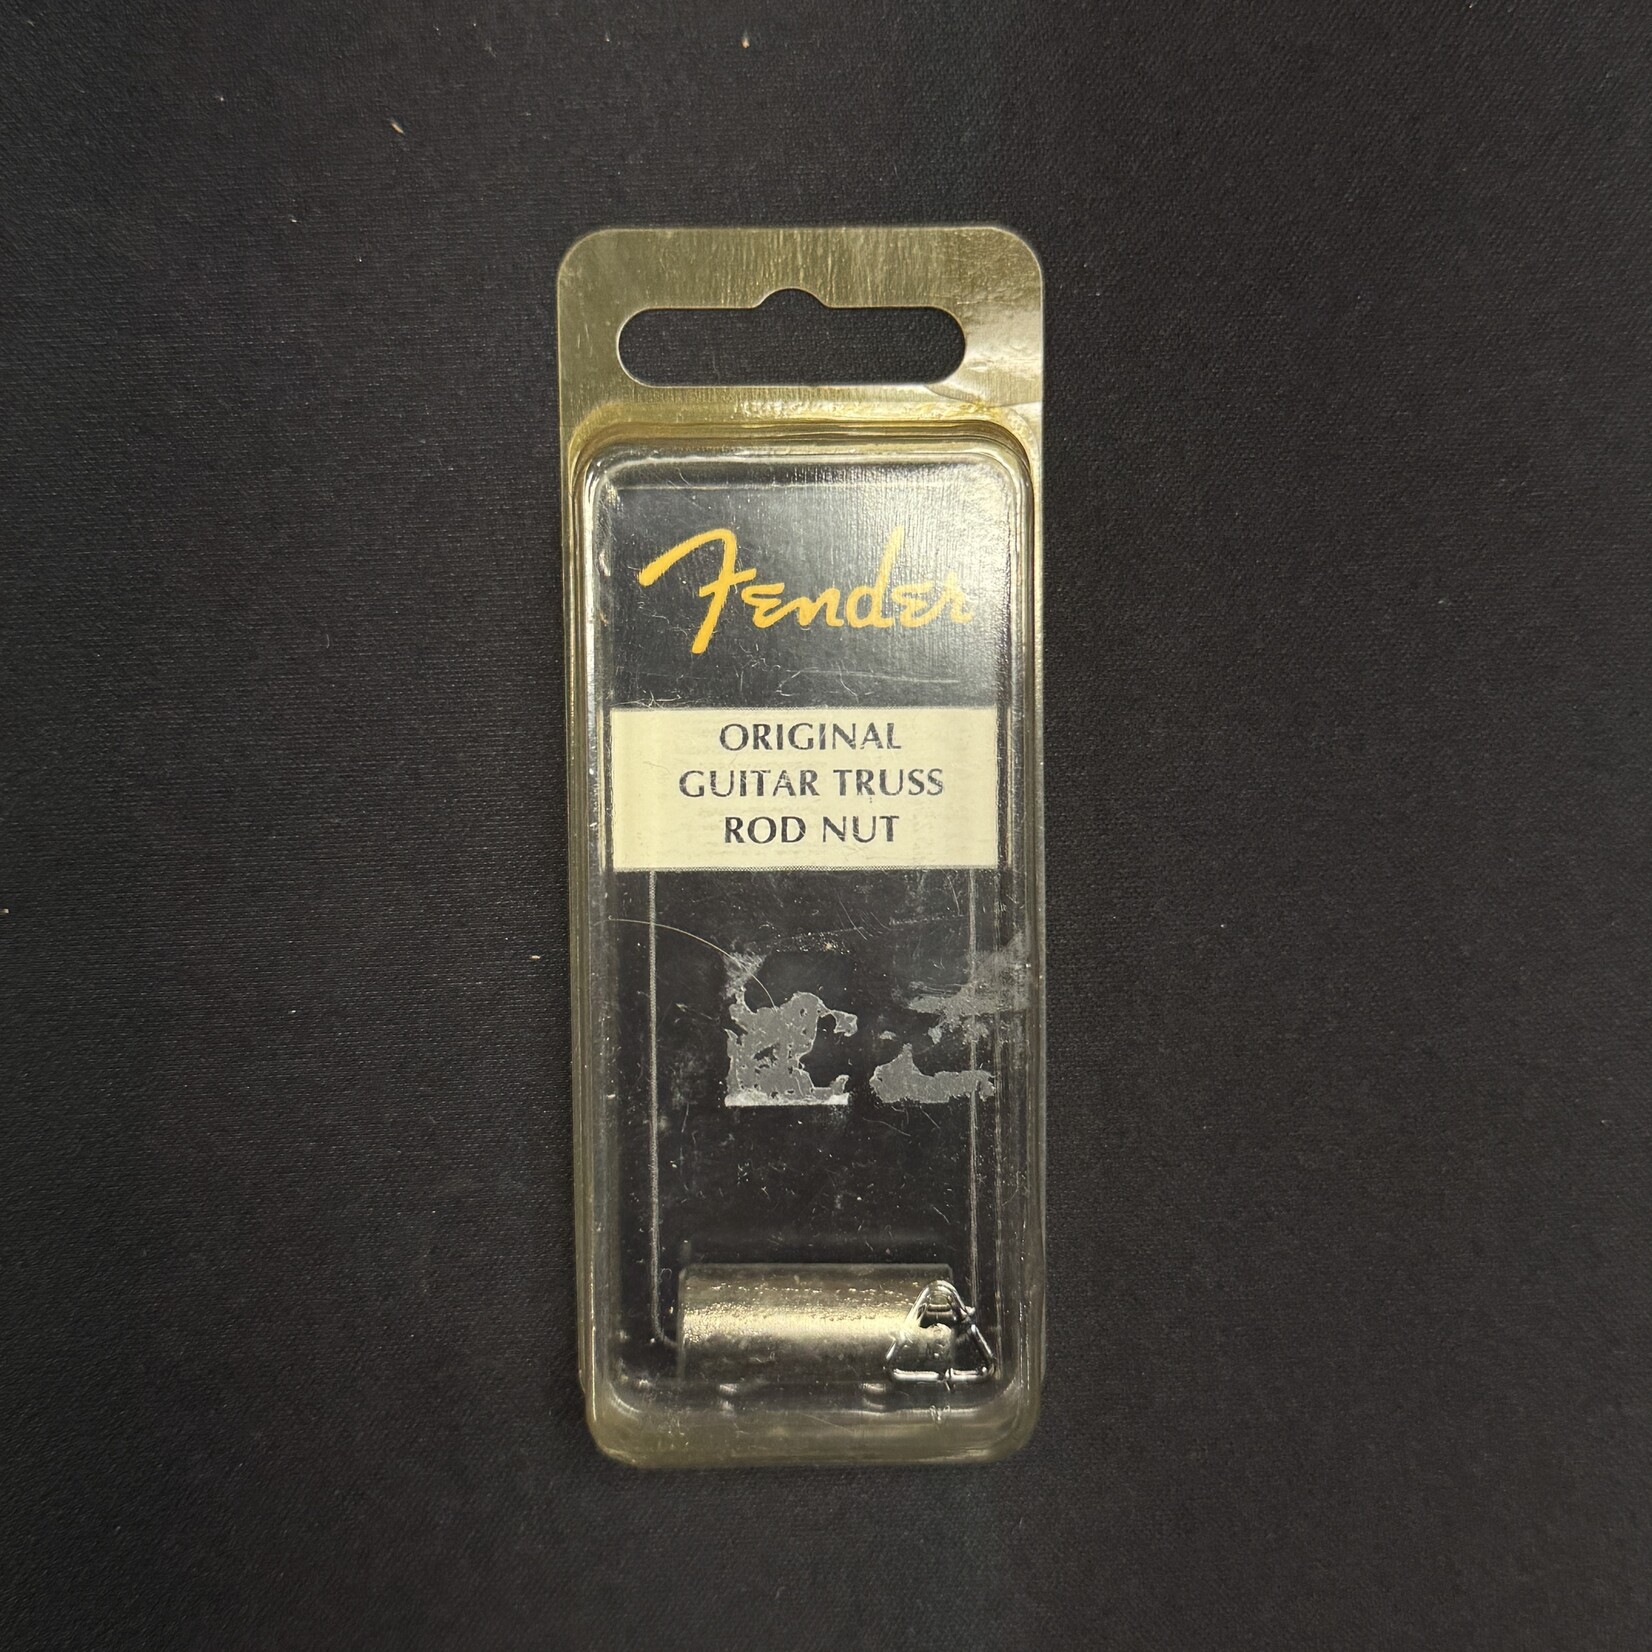 Fender
ORIGINAL
GUITAR TRUSS
ROD NUT